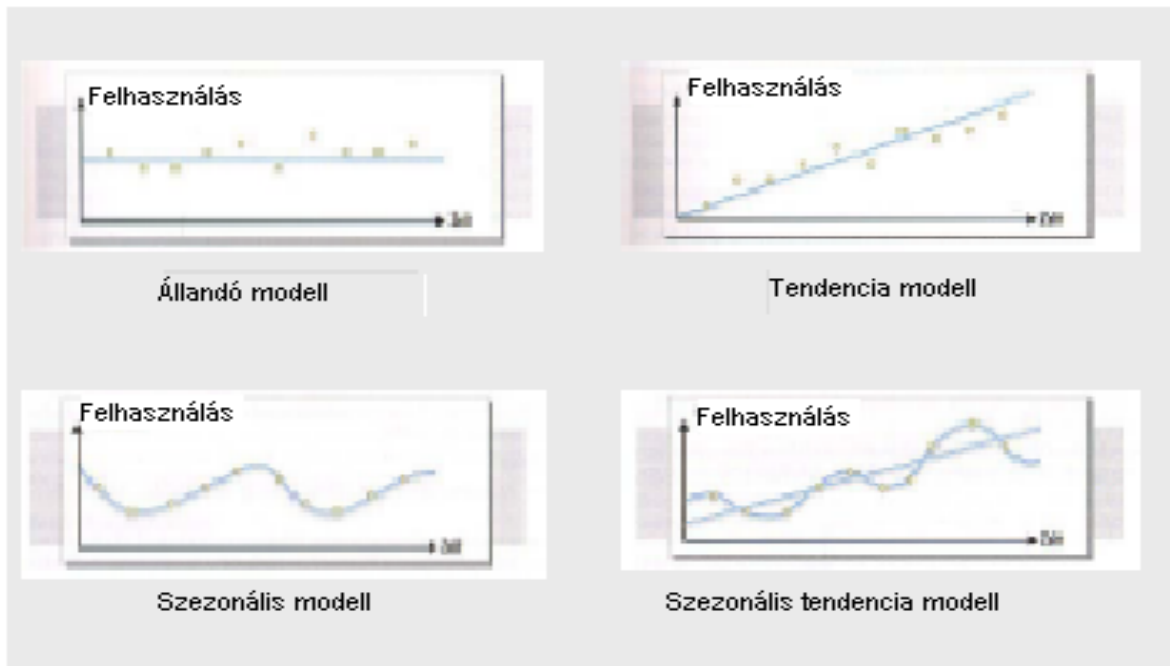 Felhasználás
Felhasználás
Állandó modell
Tendencia modell
Felhasználás
Felhasználás
Szezonális modell
Szezonális tendencia modell